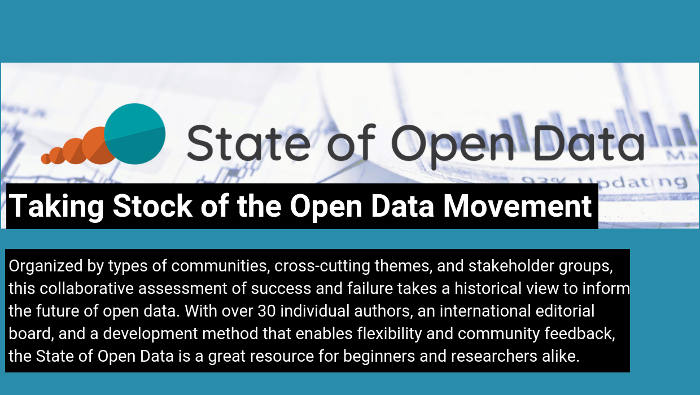 State of Open Data
Ma
93% Updating
Taking Stock of the Open Data Movement
Organized by types of communities, cross-cutting themes, and stakeholder groups,
this collaborative assessment of success and failure takes a historical view to inform
the future of open data. With over 30 individual authors, an international editorial
board, and a development method that enables flexibility and community feedback,
the State of Open Data is a great resource for beginners and researchers alike.